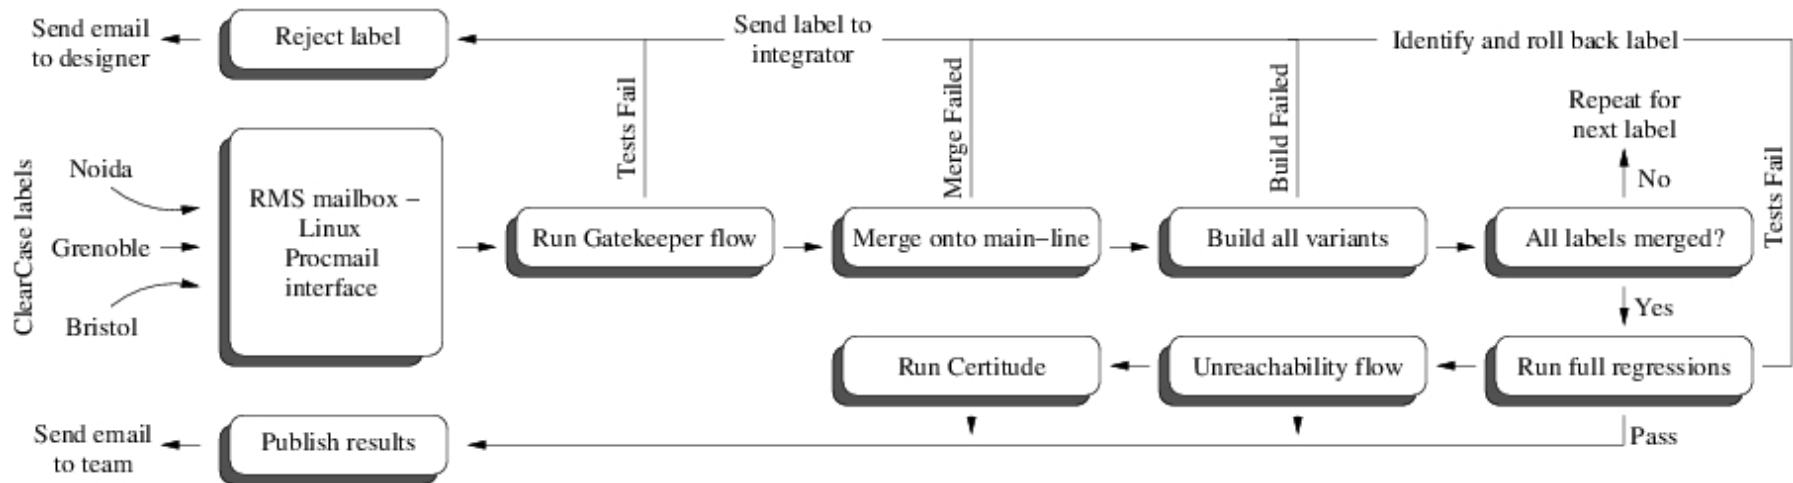 Send email
to designer
Reject label
Send label to
integrator
Identify and roll back label
Tests Fail
Merge Failed
Build Failed
Repeat for
next label
No
Tests Fail
ClearCase labels
Noida
Grenoble
Bristol
RMS mailbox –
Linux
Procmail
interface
Run Gatekeeper flow
Merge onto main–line
Build all variants
All labels merged?
Yes
Run Certitude
Unreachability flow
Run full regressions
Pass
Send email
to team
Publish results